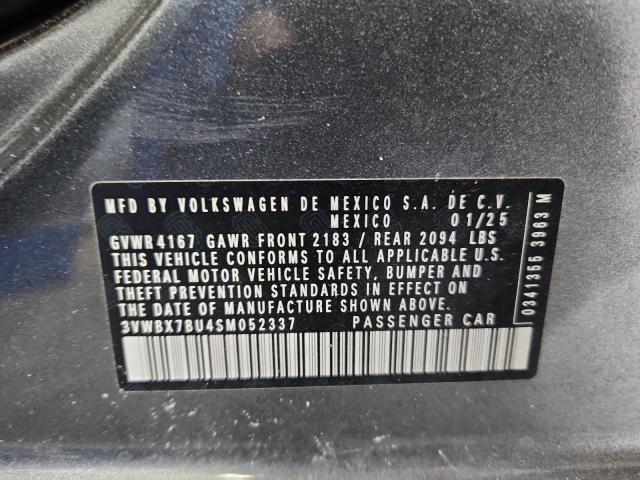 MFD BY VOLKSWAGEN DE MEXICO S.A. DE C.V.
MEXICO 01/25
GVWR 4167 GAWR FRONT 2183 / REAR 2094 LBS
THIS VEHICLE CONFORMS TO ALL APPLICABLE U.S.
FEDERAL MOTOR VEHICLE SAFETY, BUMPER AND
THEFT PREVENTION STANDARDS IN EFFECT ON
THE DATE OF MANUFACTURE SHOWN ABOVE.
3VWBX7BU4SM052337 PASSENGER CAR
0341355 3963 M